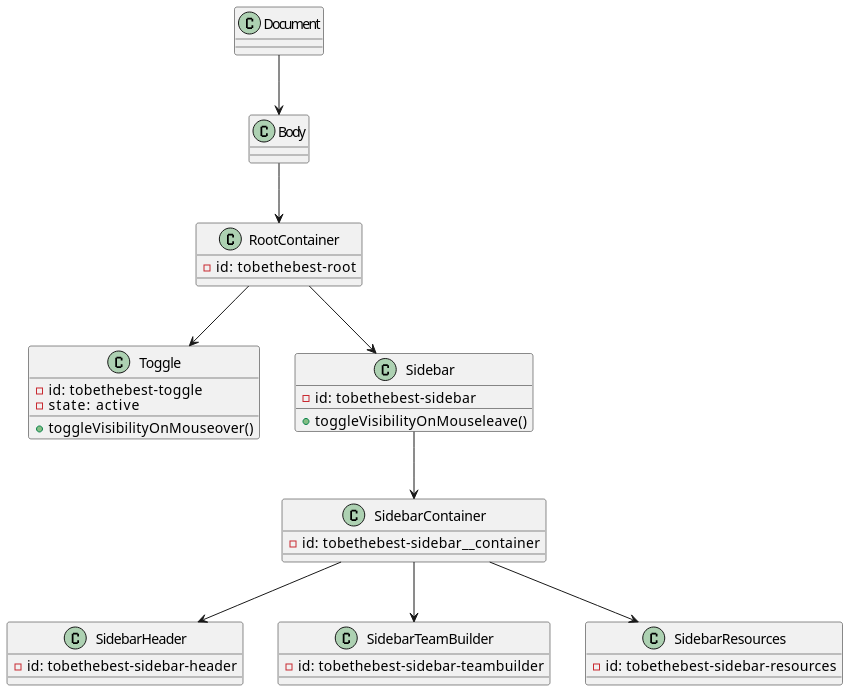 C Document
C Body
C RootContainer
id: tobethebest-root
C Toggle
id: tobethebest-toggle
state: active
toggleVisibilityOnMouseover()
C Sidebar
id: tobethebest-sidebar
toggleVisibilityOnMouseleave()
C SidebarContainer
id: tobethebest-sidebar__container
C SidebarHeader
id: tobethebest-sidebar-header
C SidebarTeamBuilder
id: tobethebest-sidebar-teambuilder
C SidebarResources
id: tobethebest-sidebar-resources